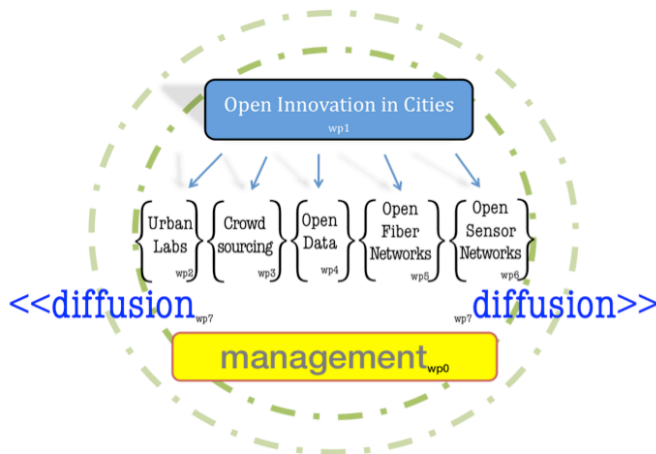 Open Innovation in Cities
wp1
Urban
Labs
wp2
Crowd
sourcing
wp3
Open
Data
wp4
Open
Fiber
Networks
wp5
Open
Sensor
Networks
wp6
<<diffusion wp7
wp7 diffusion>>
management wp0